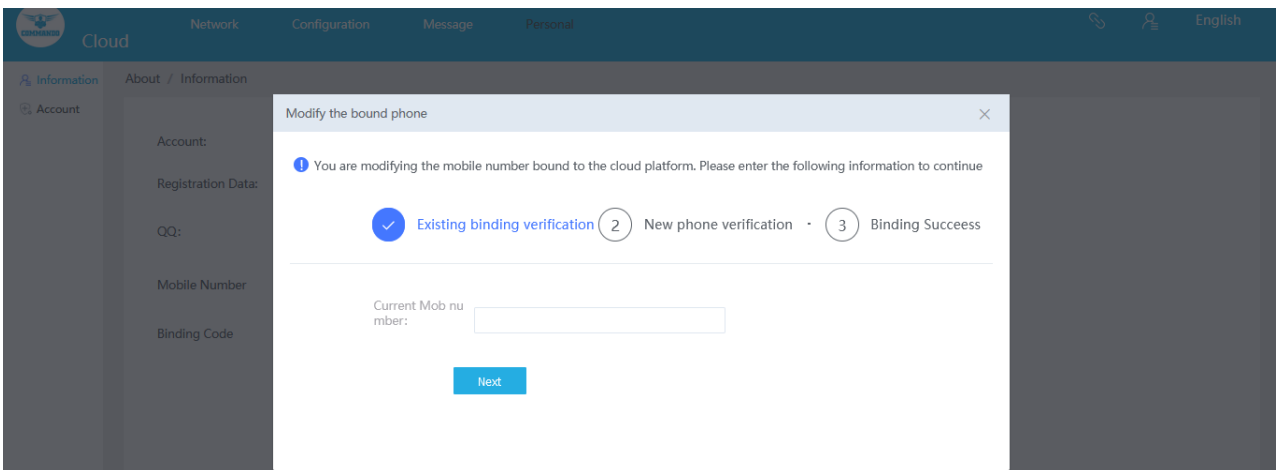 COMMANDO
Cloud
Network Configuration Message Personal English
Information
Account
About / Information
Account:
Registration Data:
QQ:
Mobile Number
Binding Code
Modify the bound phone
You are modifying the mobile number bound to the cloud platform. Please enter the following information to continue
Existing binding verification 2 New phone verification · 3 Binding Succeess
Current Mob nu
mber:
Next